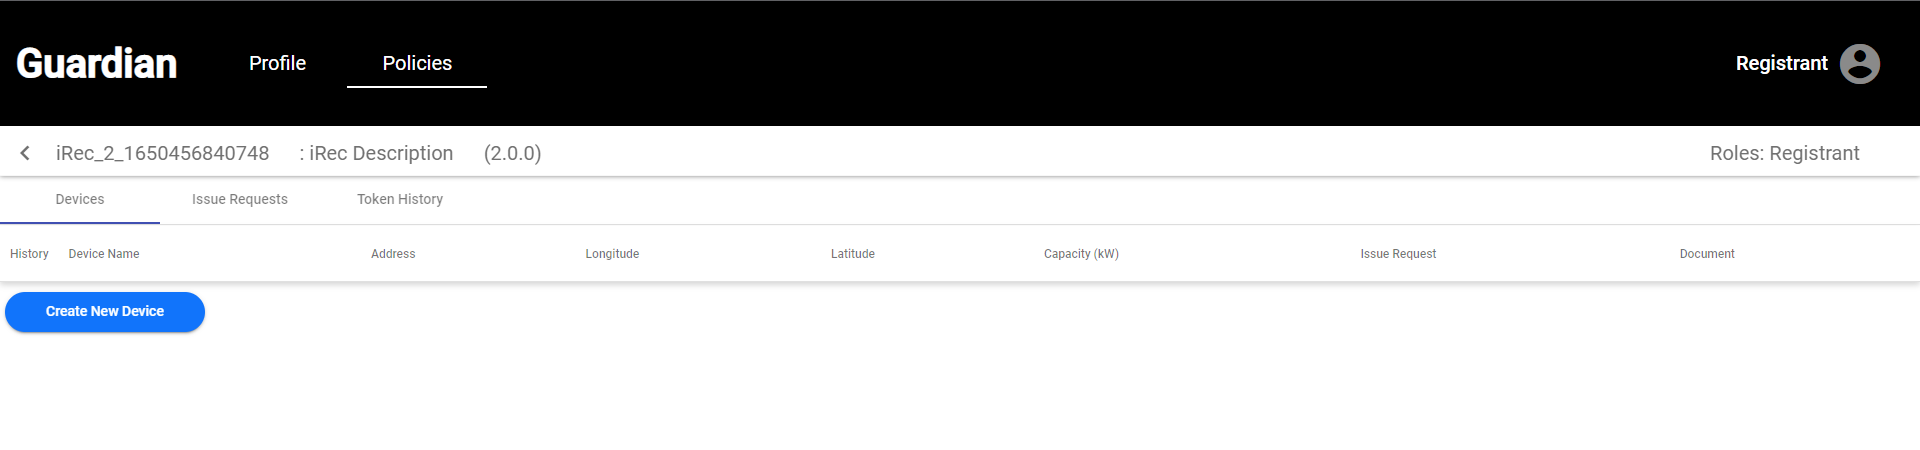 Guardian Profile Policies Registrant
iRec_2_1650456840748 : iRec Description (2.0.0) Roles: Registrant
Devices Issue Requests Token History
History Device Name Address Longitude Latitude Capacity (kW) Issue Request Document
Create New Device